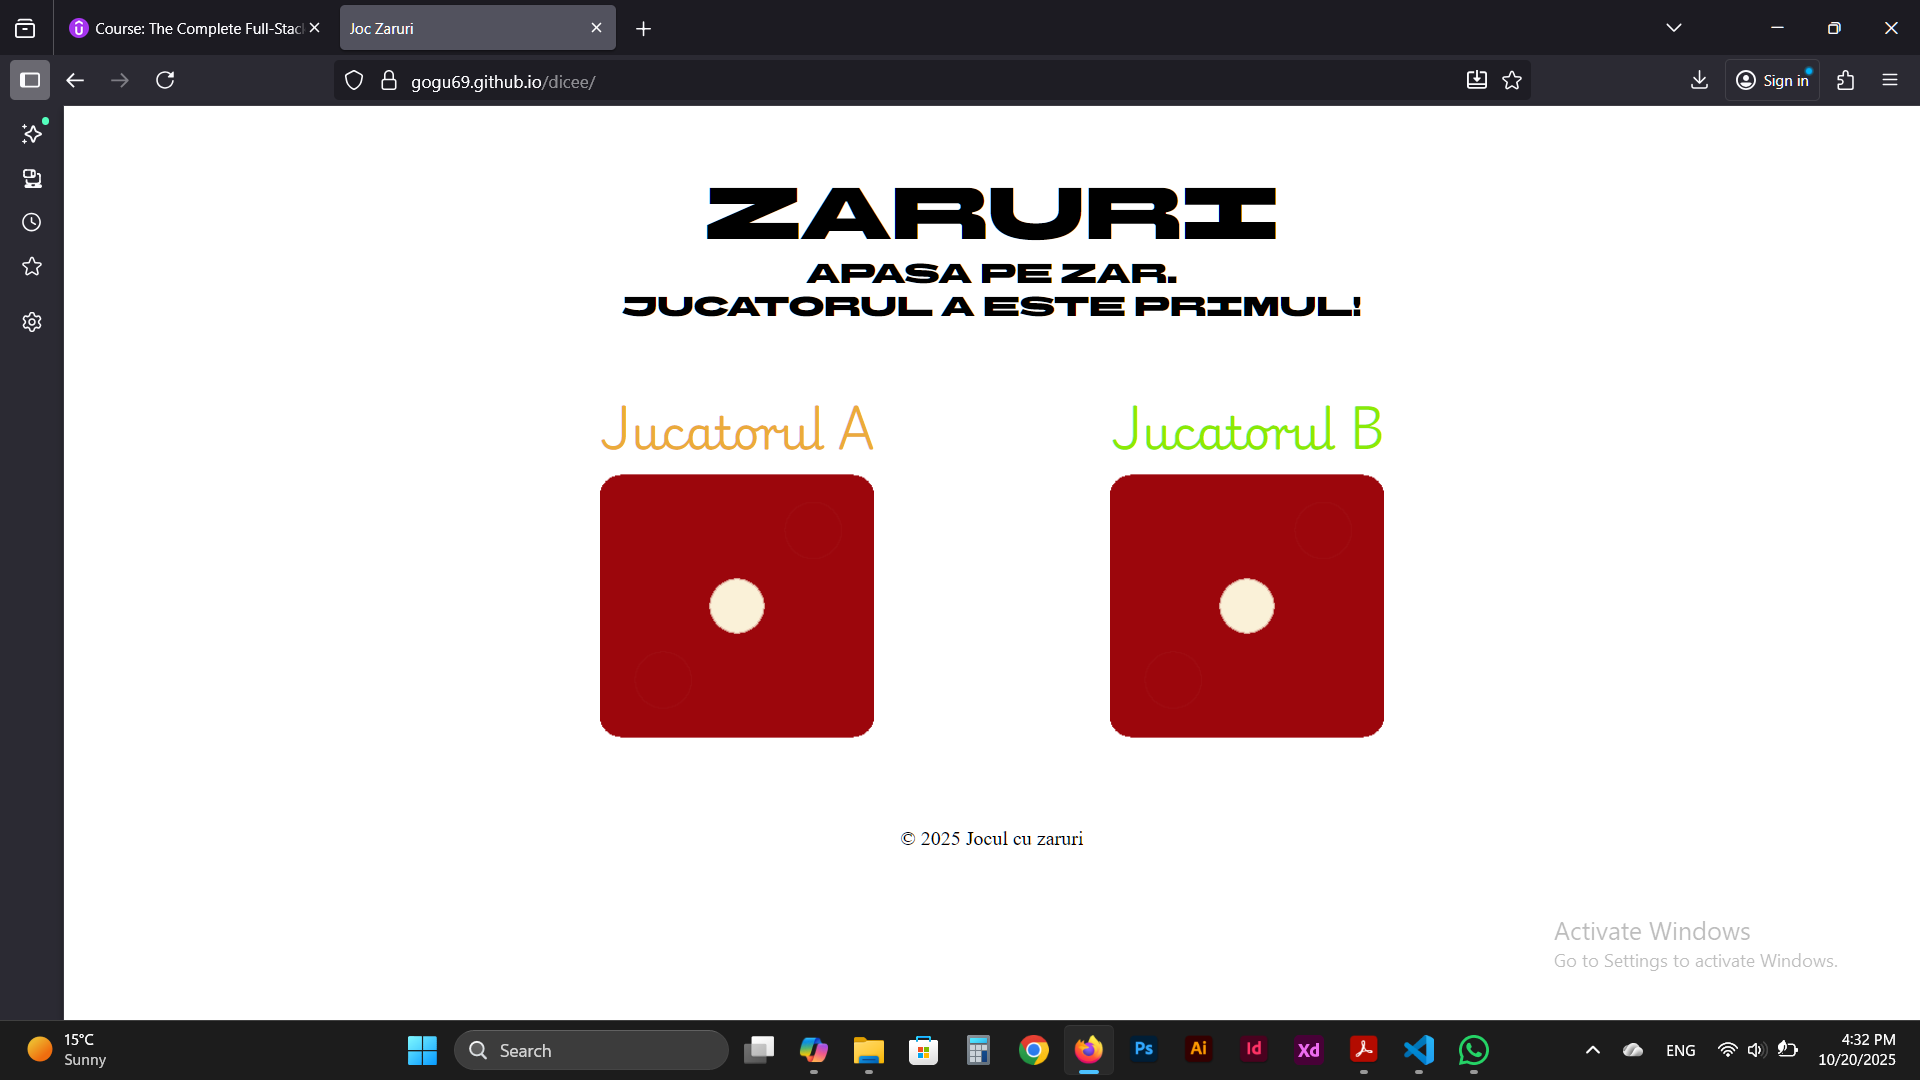 Course: The Complete Full-Stac
Joc Zaruri
gogu69.github.io/dicee/
Sign in
ZARURI
APASA PE ZAR.
JUCATORUL A ESTE PRIMUL!
Jucatorul A
Jucatorul B
© 2025 Jocul cu zaruri
Activate Windows
Go to Settings to activate Windows.
15°C
Sunny
Search
Ps
Ai
Id
Xd
ENG
4:32 PM
10/20/2025